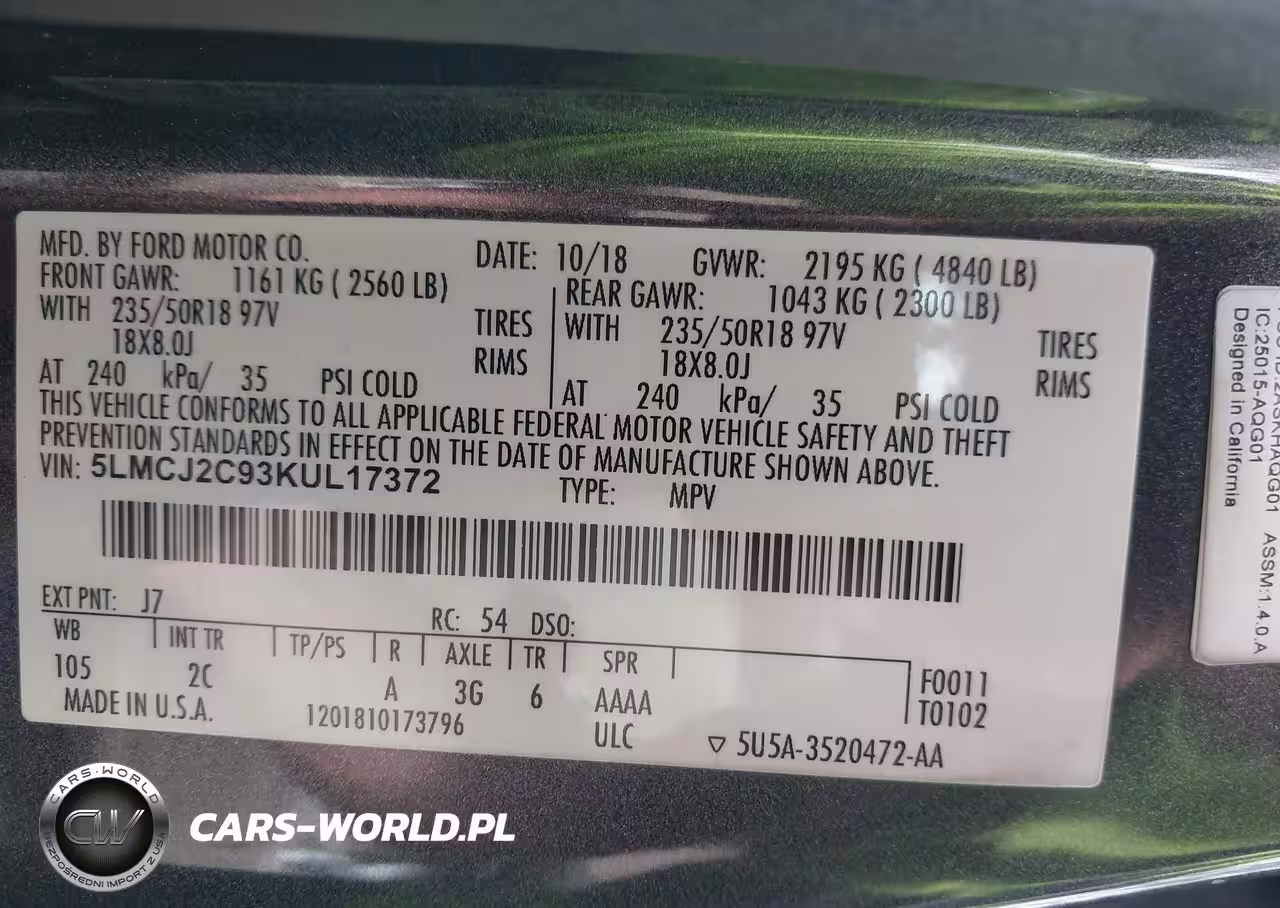 MFD. BY FORD MOTOR CO. DATE: 10/18 GVWR: 2195 KG ( 4840 LB)
FRONT GAWR: 1161 KG ( 2560 LB)
WITH 235/50R18 97V TIRES
18X8.0J RIMS
AT 240 kPa/ 35 PSI COLD
REAR GAWR: 1043 KG ( 2300 LB)
WITH 235/50R18 97V TIRES
18X8.0J RIMS
AT 240 kPa/ 35 PSI COLD
THIS VEHICLE CONFORMS TO ALL APPLICABLE FEDERAL MOTOR VEHICLE SAFETY AND THEFT
PREVENTION STANDARDS IN EFFECT ON THE DATE OF MANUFACTURE SHOWN ABOVE.
VIN: 5LMCJ2C93KUL17372 TYPE: MPV
EXT PNT: J7 RC: 54 DSO:
WB INT TR TP/PS R AXLE TR SPR
105 2C A 3G 6 AAAA F0011
T0102
MADE IN U.S.A. 1201810173796 ULC ▽ 5U5A-3520472-AA
ASSM:1.4.0.A
IC:25015-AQG01
Designed in California
CARS-WORLD
CW
BEZPOŚREDNI IMPORT Z USA
CARS-WORLD.PL